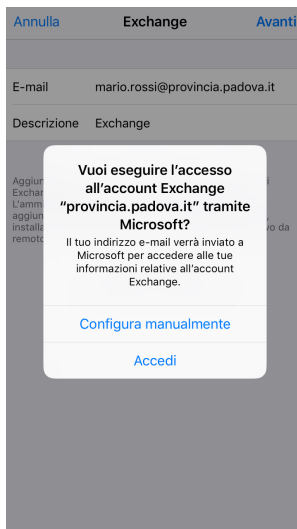 Annulla Exchange Avanti
E-mail mario.rossi@provincia.padova.it
Descrizione Exchange
Vuoi eseguire l'accesso
all'account Exchange
“provincia.padova.it” tramite
Microsoft?
Il tuo indirizzo e-mail verrà inviato a
Microsoft per accedere alle tue
informazioni relative all'account
Exchange.
Configura manualmente
Accedi